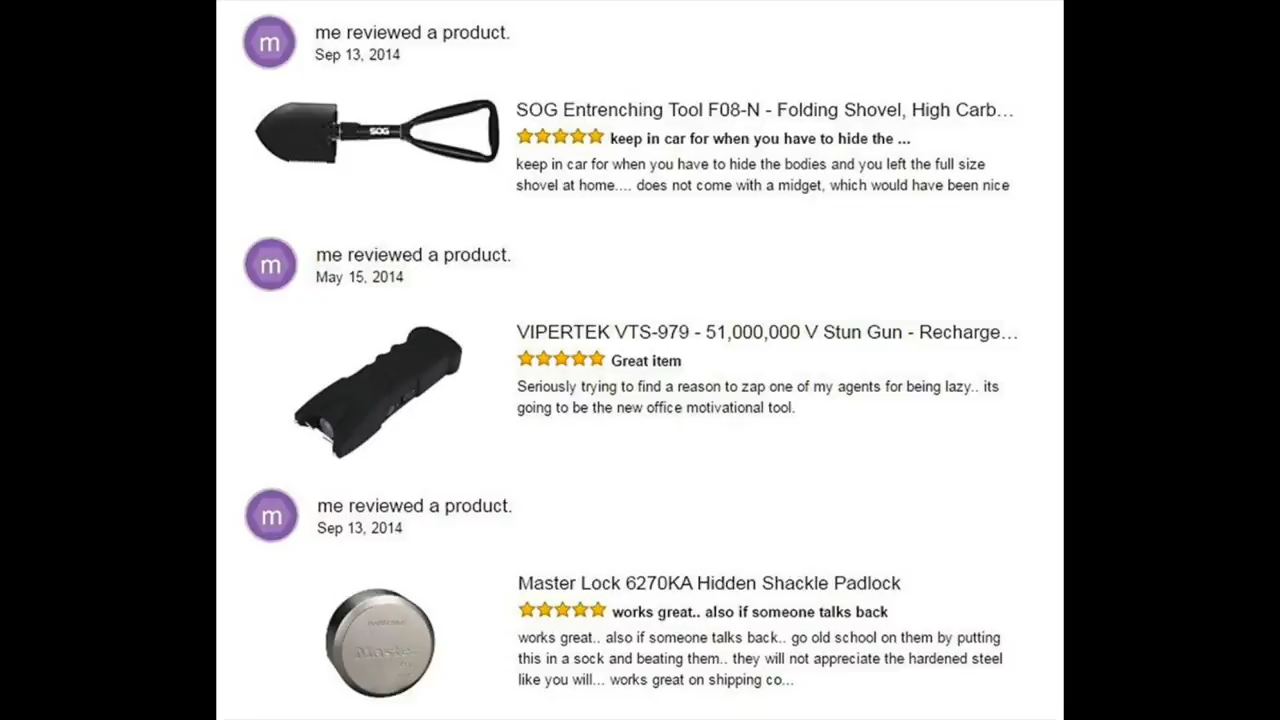 m
me reviewed a product.
Sep 13, 2014
SOG
SOG Entrenching Tool F08-N - Folding Shovel, High Carb...
keep in car for when you have to hide the ...
keep in car for when you have to hide the bodies and you left the full size
shovel at home.... does not come with a midget, which would have been nice
m
me reviewed a product.
May 15, 2014
VIPERTEK VTS-979 - 51,000,000 V Stun Gun - Recharge...
Great item
Seriously trying to find a reason to zap one of my agents for being lazy.. its
going to be the new office motivational tool.
m
me reviewed a product.
Sep 13, 2014
Master
Master Lock 6270KA Hidden Shackle Padlock
works great.. also if someone talks back
works great.. also if someone talks back.. go old school on them by putting
this in a sock and beating them.. they will not appreciate the hardened steel
like you will... works great on shipping co...